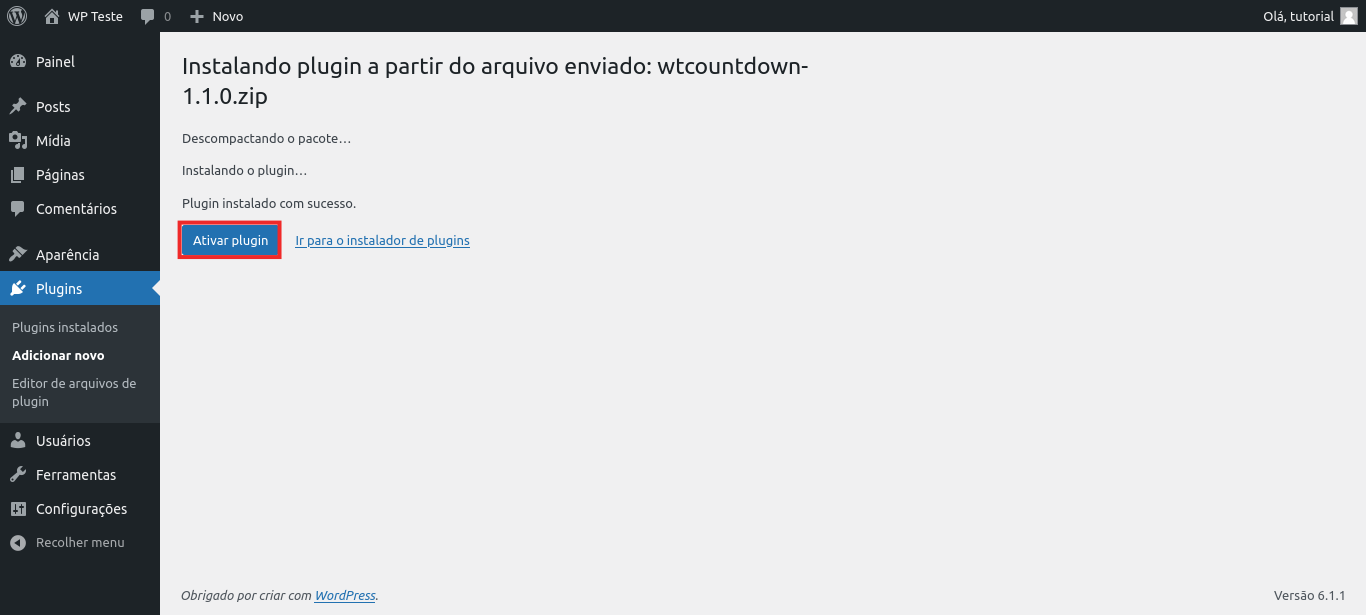 WP Teste
0
Novo
Olá, tutorial
Painel
Posts
Mídia
Páginas
Comentários
Aparência
Plugins
Plugins instalados
Adicionar novo
Editor de arquivos de
plugin
Usuários
Ferramentas
Configurações
Recolher menu
Instalando plugin a partir do arquivo enviado: wtcountdown-
1.1.0.zip
Descompactando o pacote…
Instalando o plugin…
Plugin instalado com sucesso.
Ativar plugin
Ir para o instalador de plugins
Obrigado por criar com WordPress.
Versão 6.1.1